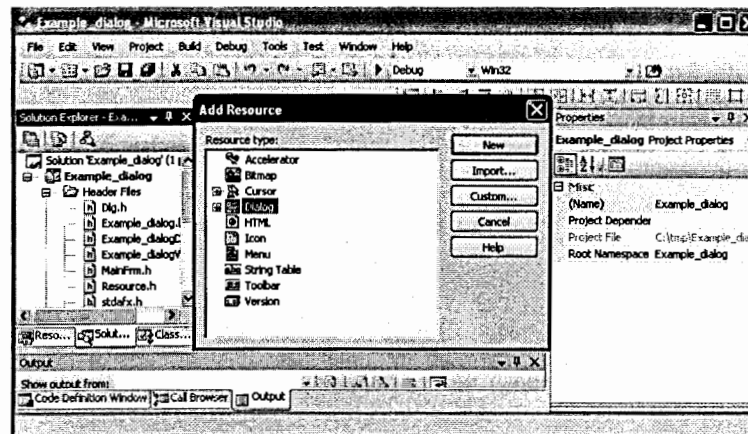 Example_dialog - Microsoft Visual Studio
File Edit View Project Build Debug Tools Test Window Help
Debug Win32
Solution Explorer - Exa...
Solution 'Example_dialog' (1
Example_dialog
Header Files
Dlg.h
Example_dialog.
Example_dialogD
Example_dialogV
MainFrm.h
Resource.h
stdafx.h
Reso... Solut... Class...
Add Resource
Resource type:
Accelerator
Bitmap
Cursor
Dialog
HTML
Icon
Menu
String Table
Toolbar
Version
New
Import...
Custom...
Cancel
Help
Properties
Example_dialog Project Properties
Misc
(Name) Example_dialog
Project Depender
Project File C:\tmp\Example_dia
Root Namespace Example_dialog
Output
Show output from:
Code Definition Window Call Browser Output